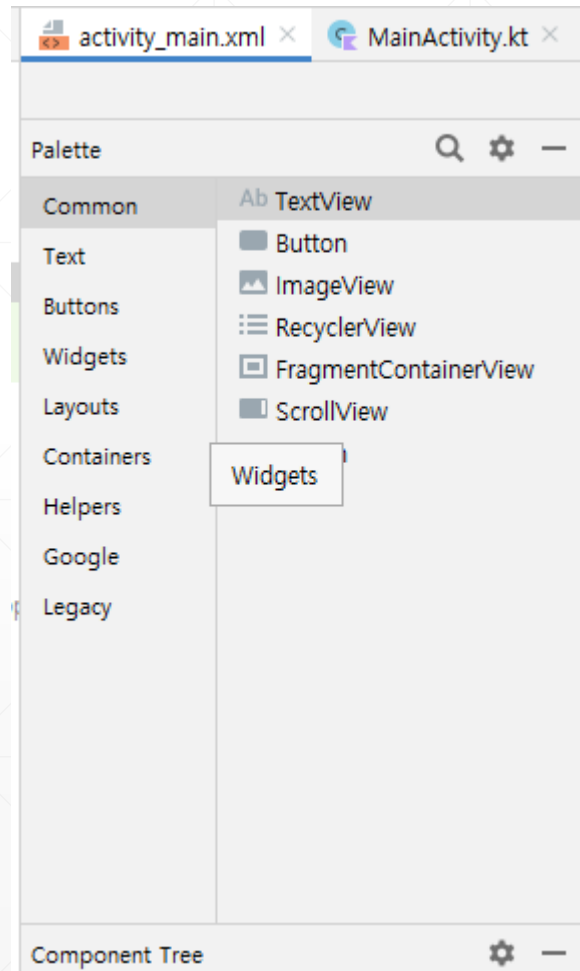 activity_main.xml MainActivity.kt
Palette
Common
Text
Buttons
Widgets
Layouts
Containers
Helpers
Google
Legacy
Ab TextView
Button
ImageView
RecyclerView
FragmentContainerView
ScrollView
Widgets
Component Tree